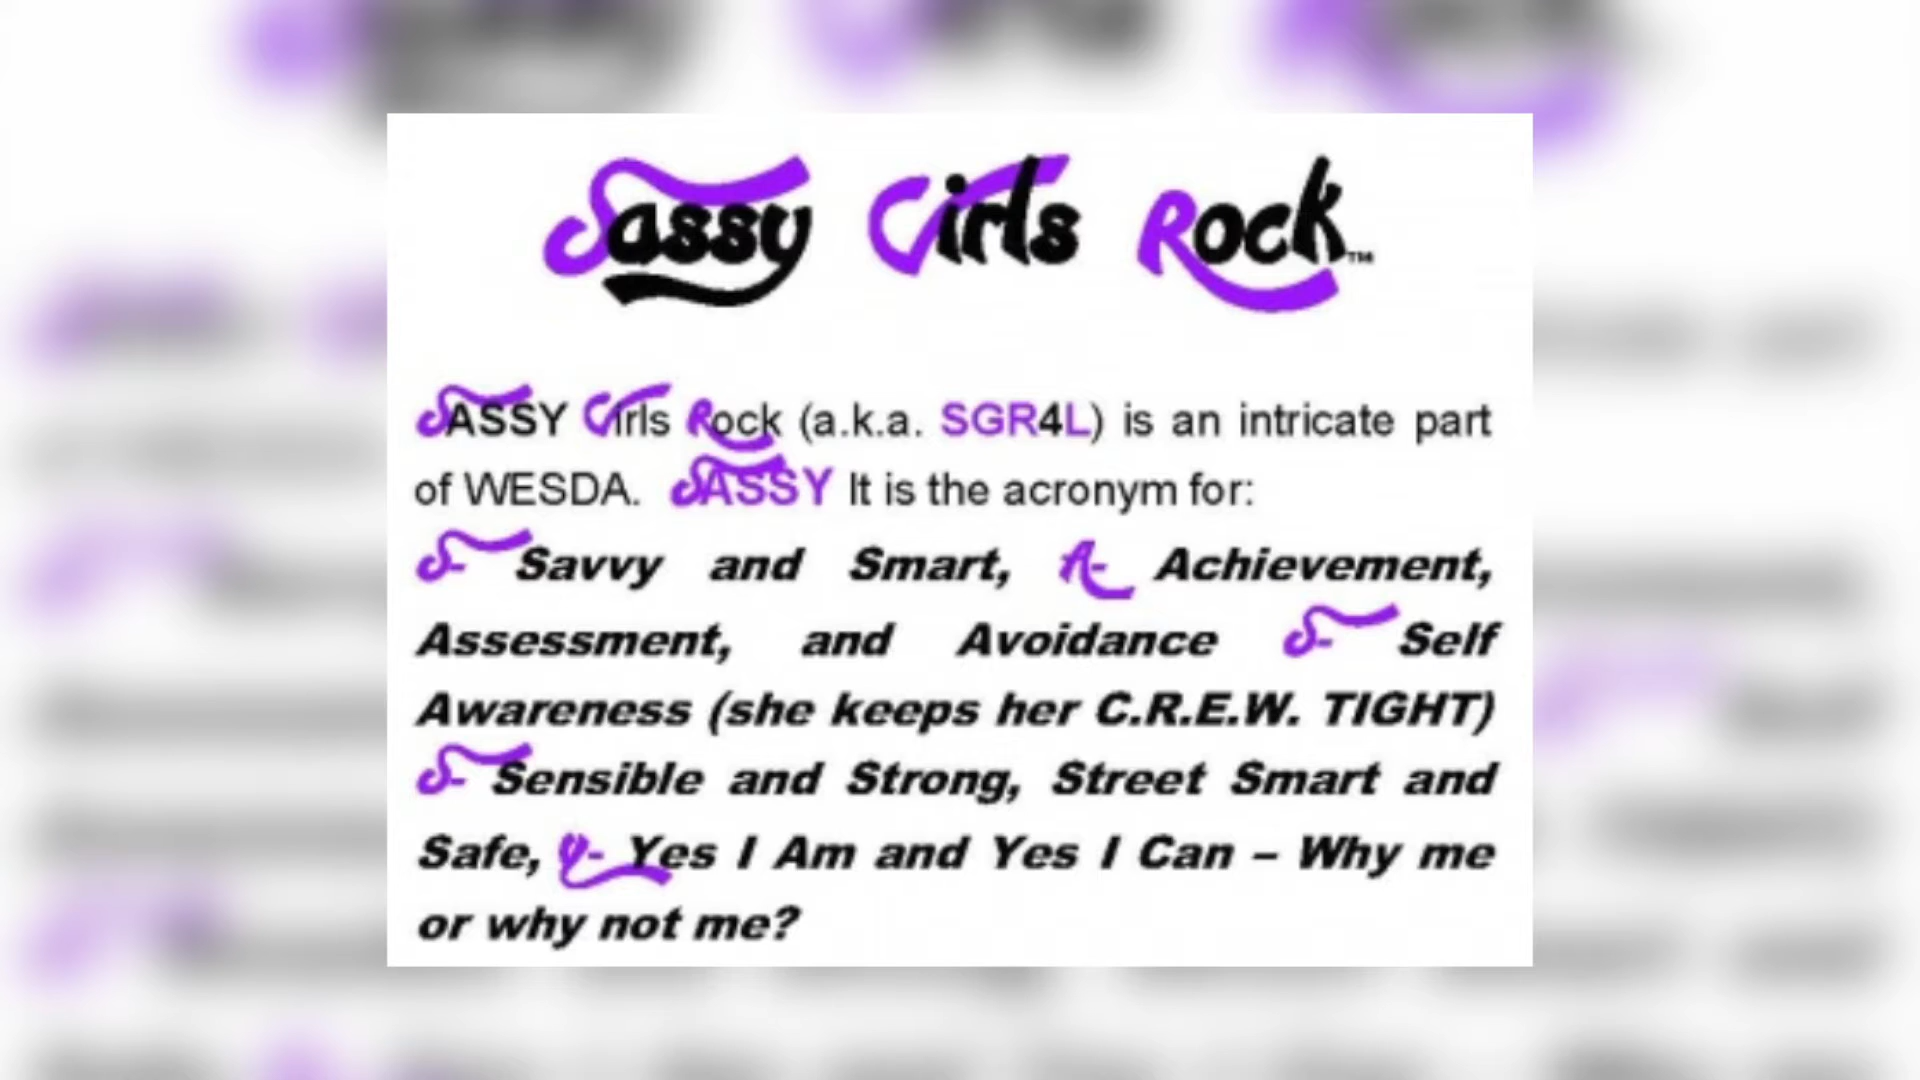 Sassy Girls Rock™
SASSY Girls Rock (a.k.a. SGR4L) is an intricate part
of WESDA. SASSY It is the acronym for:
S- Savvy and Smart, A- Achievement,
Assessment, and Avoidance S- Self
Awareness (she keeps her C.R.E.W. TIGHT)
S- Sensible and Strong, Street Smart and
Safe, Y- Yes I Am and Yes I Can – Why me
or why not me?